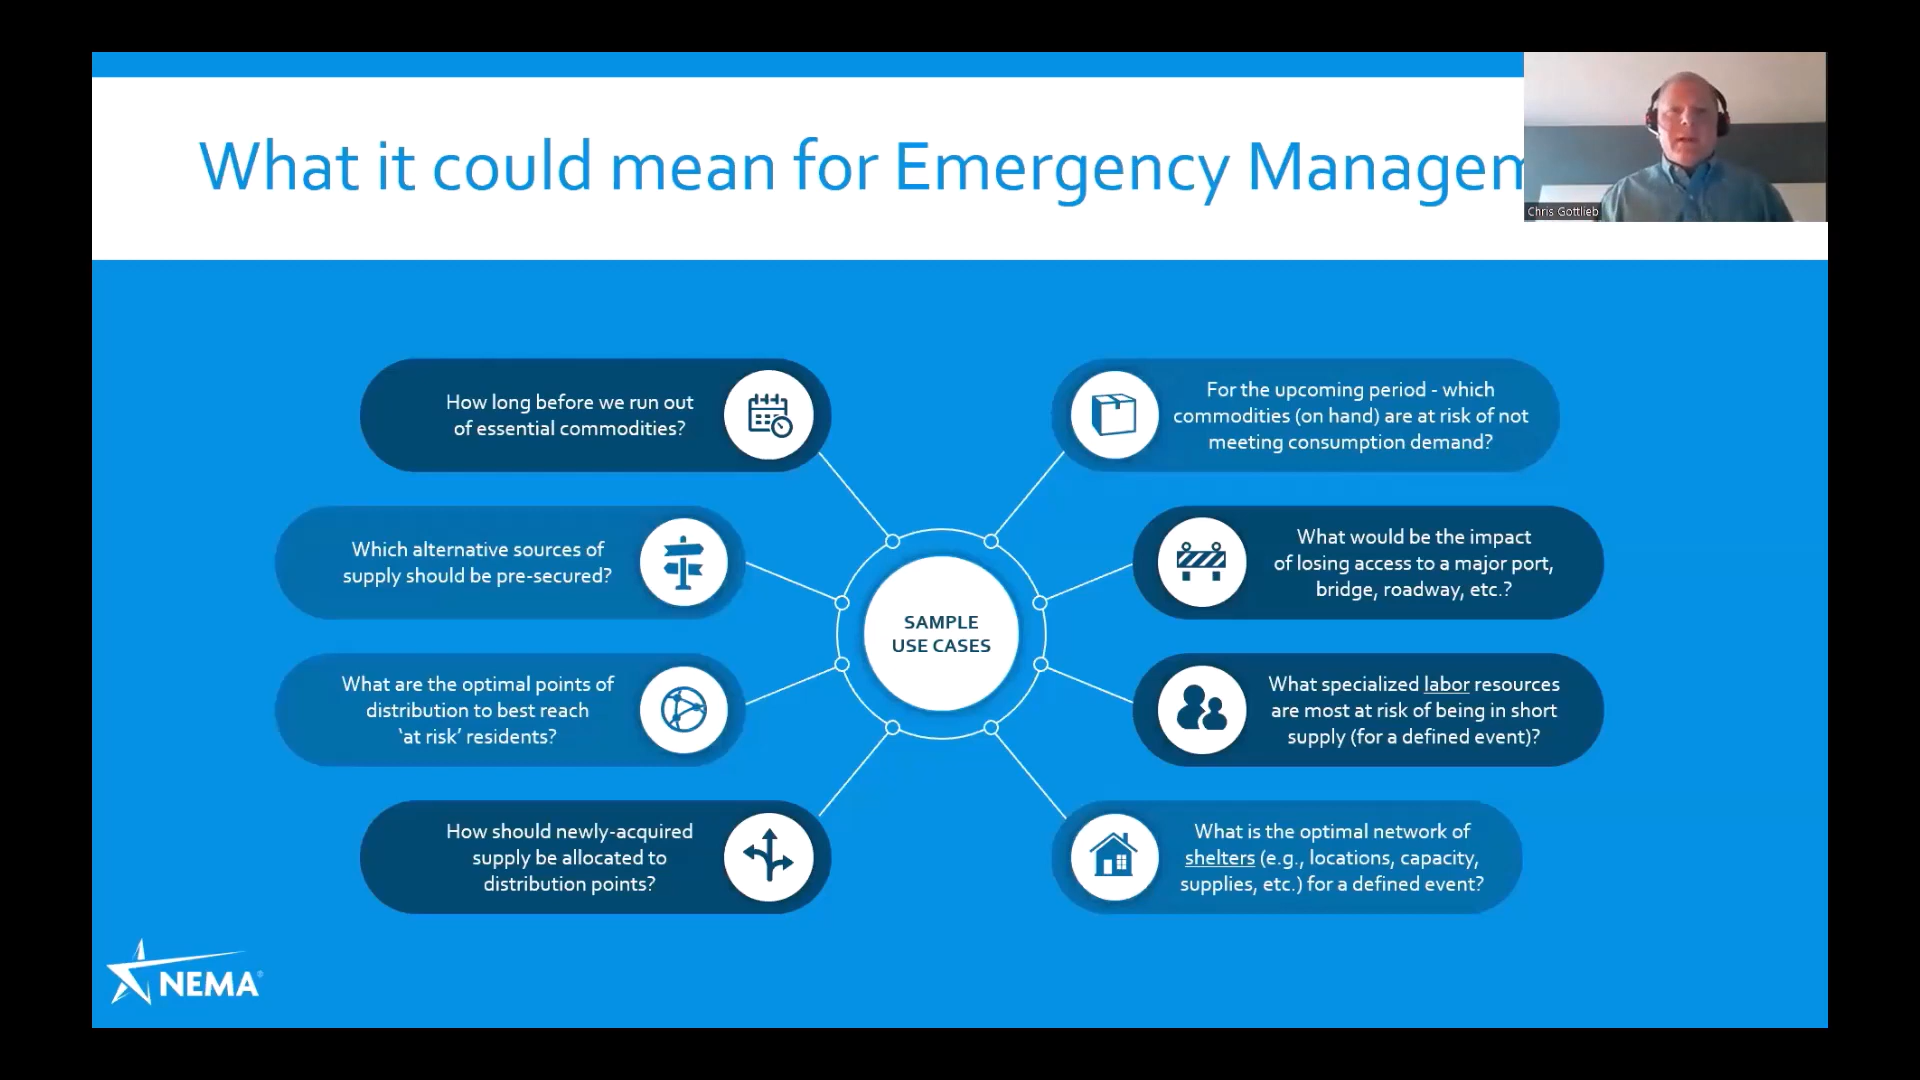 What it could mean for Emergency Managem
Chris Gottlieb
How long before we run out
of essential commodities?
Which alternative sources of
supply should be pre-secured?
What are the optimal points of
distribution to best reach
‘at risk’ residents?
How should newly-acquired
supply be allocated to
distribution points?
SAMPLE
USE CASES
For the upcoming period - which
commodities (on hand) are at risk of not
meeting consumption demand?
What would be the impact
of losing access to a major port,
bridge, roadway, etc.?
What specialized labor resources
are most at risk of being in short
supply (for a defined event)?
What is the optimal network of
shelters (e.g., locations, capacity,
supplies, etc.) for a defined event?
NEMA®